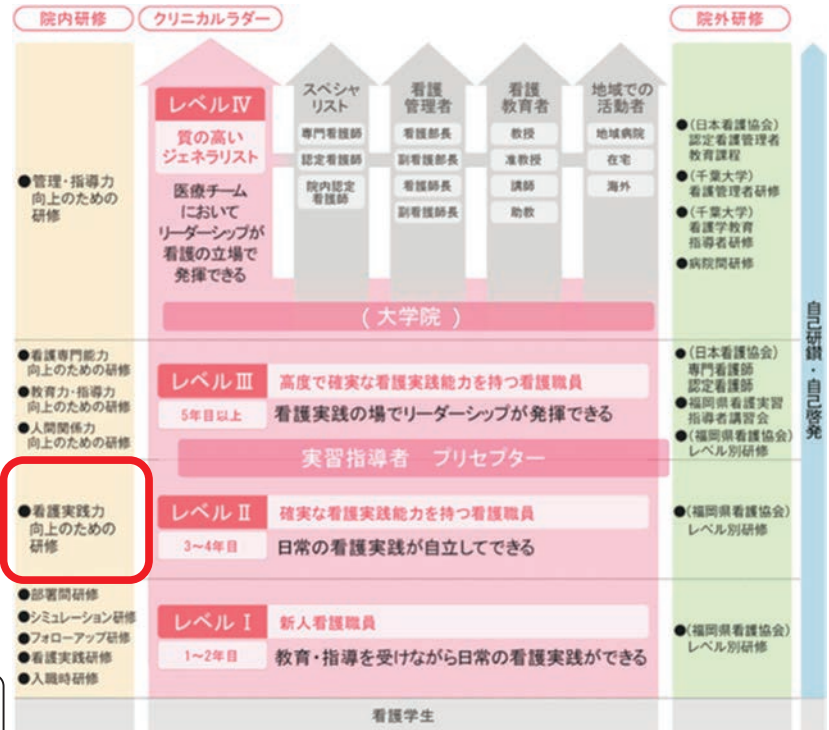 院内研修
クリニカルラダー
院外研修
●管理・指導力
向上のための
研修
レベルⅣ
質の高い
ジェネラリスト
医療チーム
において
リーダーシップが
看護の立場で
発揮できる
スペシャ
リスト
専門看護師
認定看護師
院内認定
看護師
看護
管理者
看護部長
副看護部長
看護師長
副看護師長
看護
教育者
教授
准教授
講師
助教
地域での
活動者
地域病院
在宅
海外
(大学院)
●(日本看護協会)
認定看護管理者
教育課程
●(千葉大学)
看護管理者研修
●(千葉大学)
看護学教育
指導者研修
●病院間研修
●看護専門能力
向上のための研修
●教育力・指導力
向上のための研修
●人間関係力
向上のための研修
レベルⅢ
高度で確実な看護実践能力を持つ看護職員
5年目以上
看護実践の場でリーダーシップが発揮できる
●(日本看護協会)
専門看護師
認定看護師
●福岡県看護実習
指導者講習会
●(福岡県看護協会)
レベル別研修
実習指導者 プリセプター
●看護実践力
向上のための
研修
レベルⅡ
確実な看護実践能力を持つ看護職員
3~4年目
日常の看護実践が自立してできる
●(福岡県看護協会)
レベル別研修
●部署間研修
●シミュレーション研修
●フォローアップ研修
●看護実践研修
●入職時研修
レベルⅠ
新人看護職員
1~2年目
教育・指導を受けながら日常の看護実践ができる
●(福岡県看護協会)
レベル別研修
看護学生
自己研鑽・自己啓発